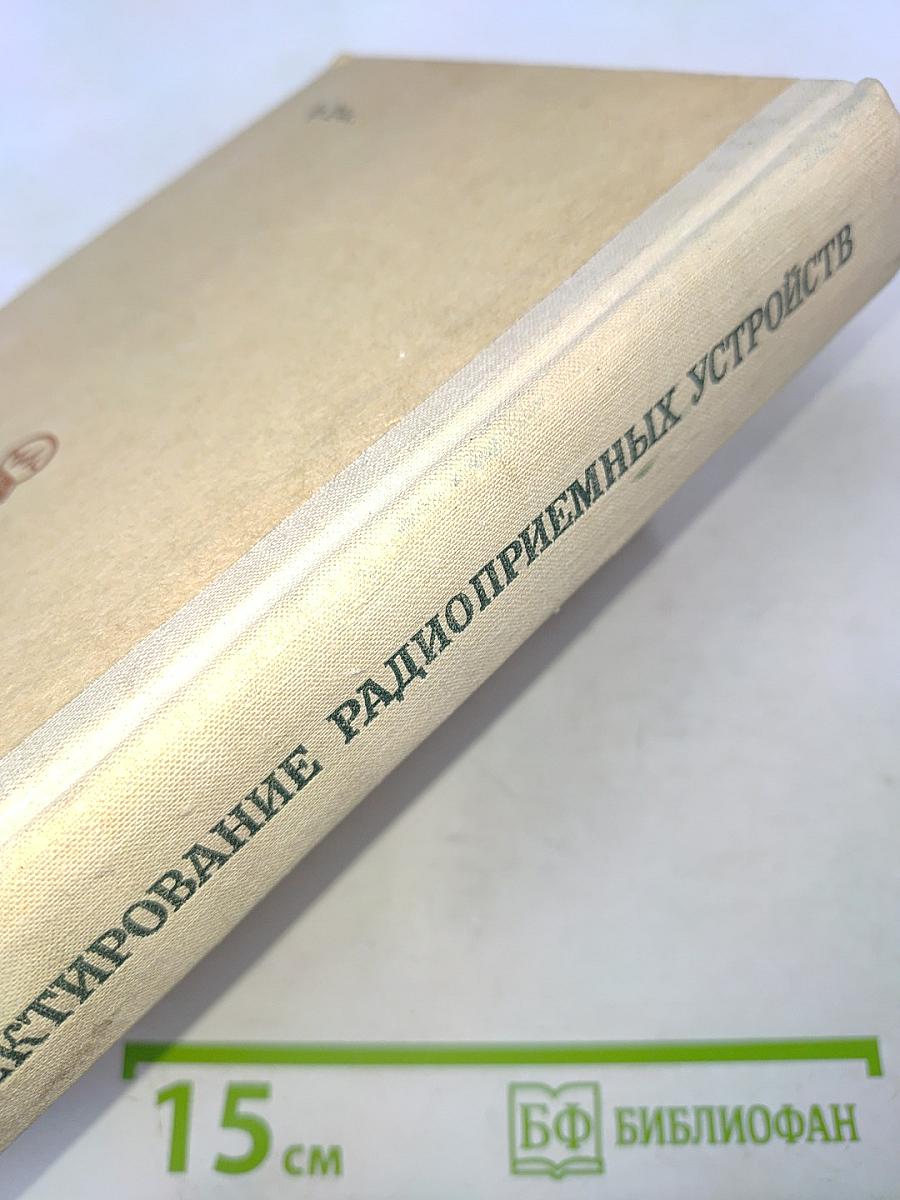 ЕКТИРОВАНИЕ РАДИОПРИЕМНЫХ УСТРОЙСТВ
15 см
БФ БИБЛИОФАН